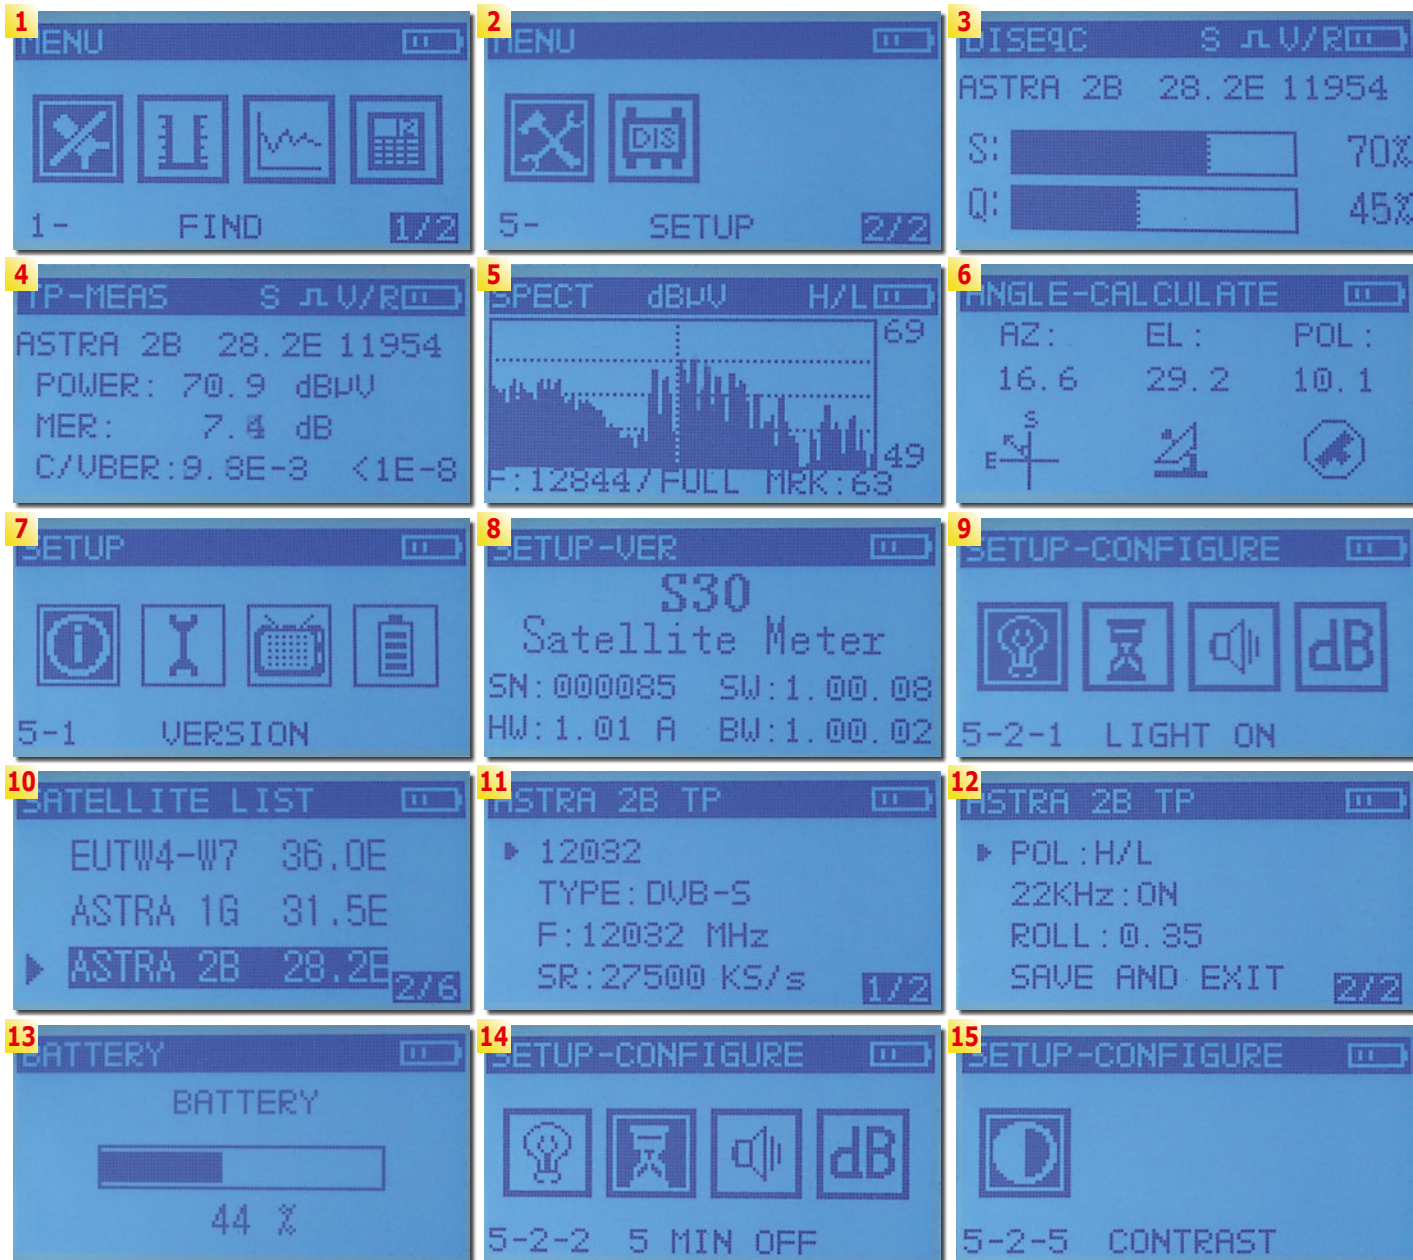 1
MENU
1- FIND 1/2
2
MENU
DIS
5- SETUP 2/2
3
DISEqC S V/R
ASTRA 2B 28.2E 11954
S: 70%
Q: 45%
4
TP-MEAS S V/R
ASTRA 2B 28.2E 11954
POWER: 70.9 dBµV
MER: 7.4 dB
C/VBER:9.8E-3 <1E-8
5
SPECT dBµV H/L
69
49
F:12844/FULL MRK:63
6
ANGLE-CALCULATE
AZ: EL: POL:
16.6 29.2 10.1
S
E
7
SETUP
5-1 VERSION
8
SETUP-VER
S30
Satellite Meter
SN:000085 SW:1.00.08
HW:1.01 A BW:1.00.02
9
SETUP-CONFIGURE
dB
5-2-1 LIGHT ON
10
SATELLITE LIST
EUTW4-W7 36.0E
ASTRA 1G 31.5E
ASTRA 2B 28.2E
2/6
11
ASTRA 2B TP
12032
TYPE:DVB-S
F:12032 MHz
SR:27500 KS/s 1/2
12
ASTRA 2B TP
POL:H/L
22KHz:ON
ROLL:0.35
SAVE AND EXIT 2/2
13
BATTERY
BATTERY
44 %
14
SETUP-CONFIGURE
dB
5-2-2 5 MIN OFF
15
SETUP-CONFIGURE
5-2-5 CONTRAST